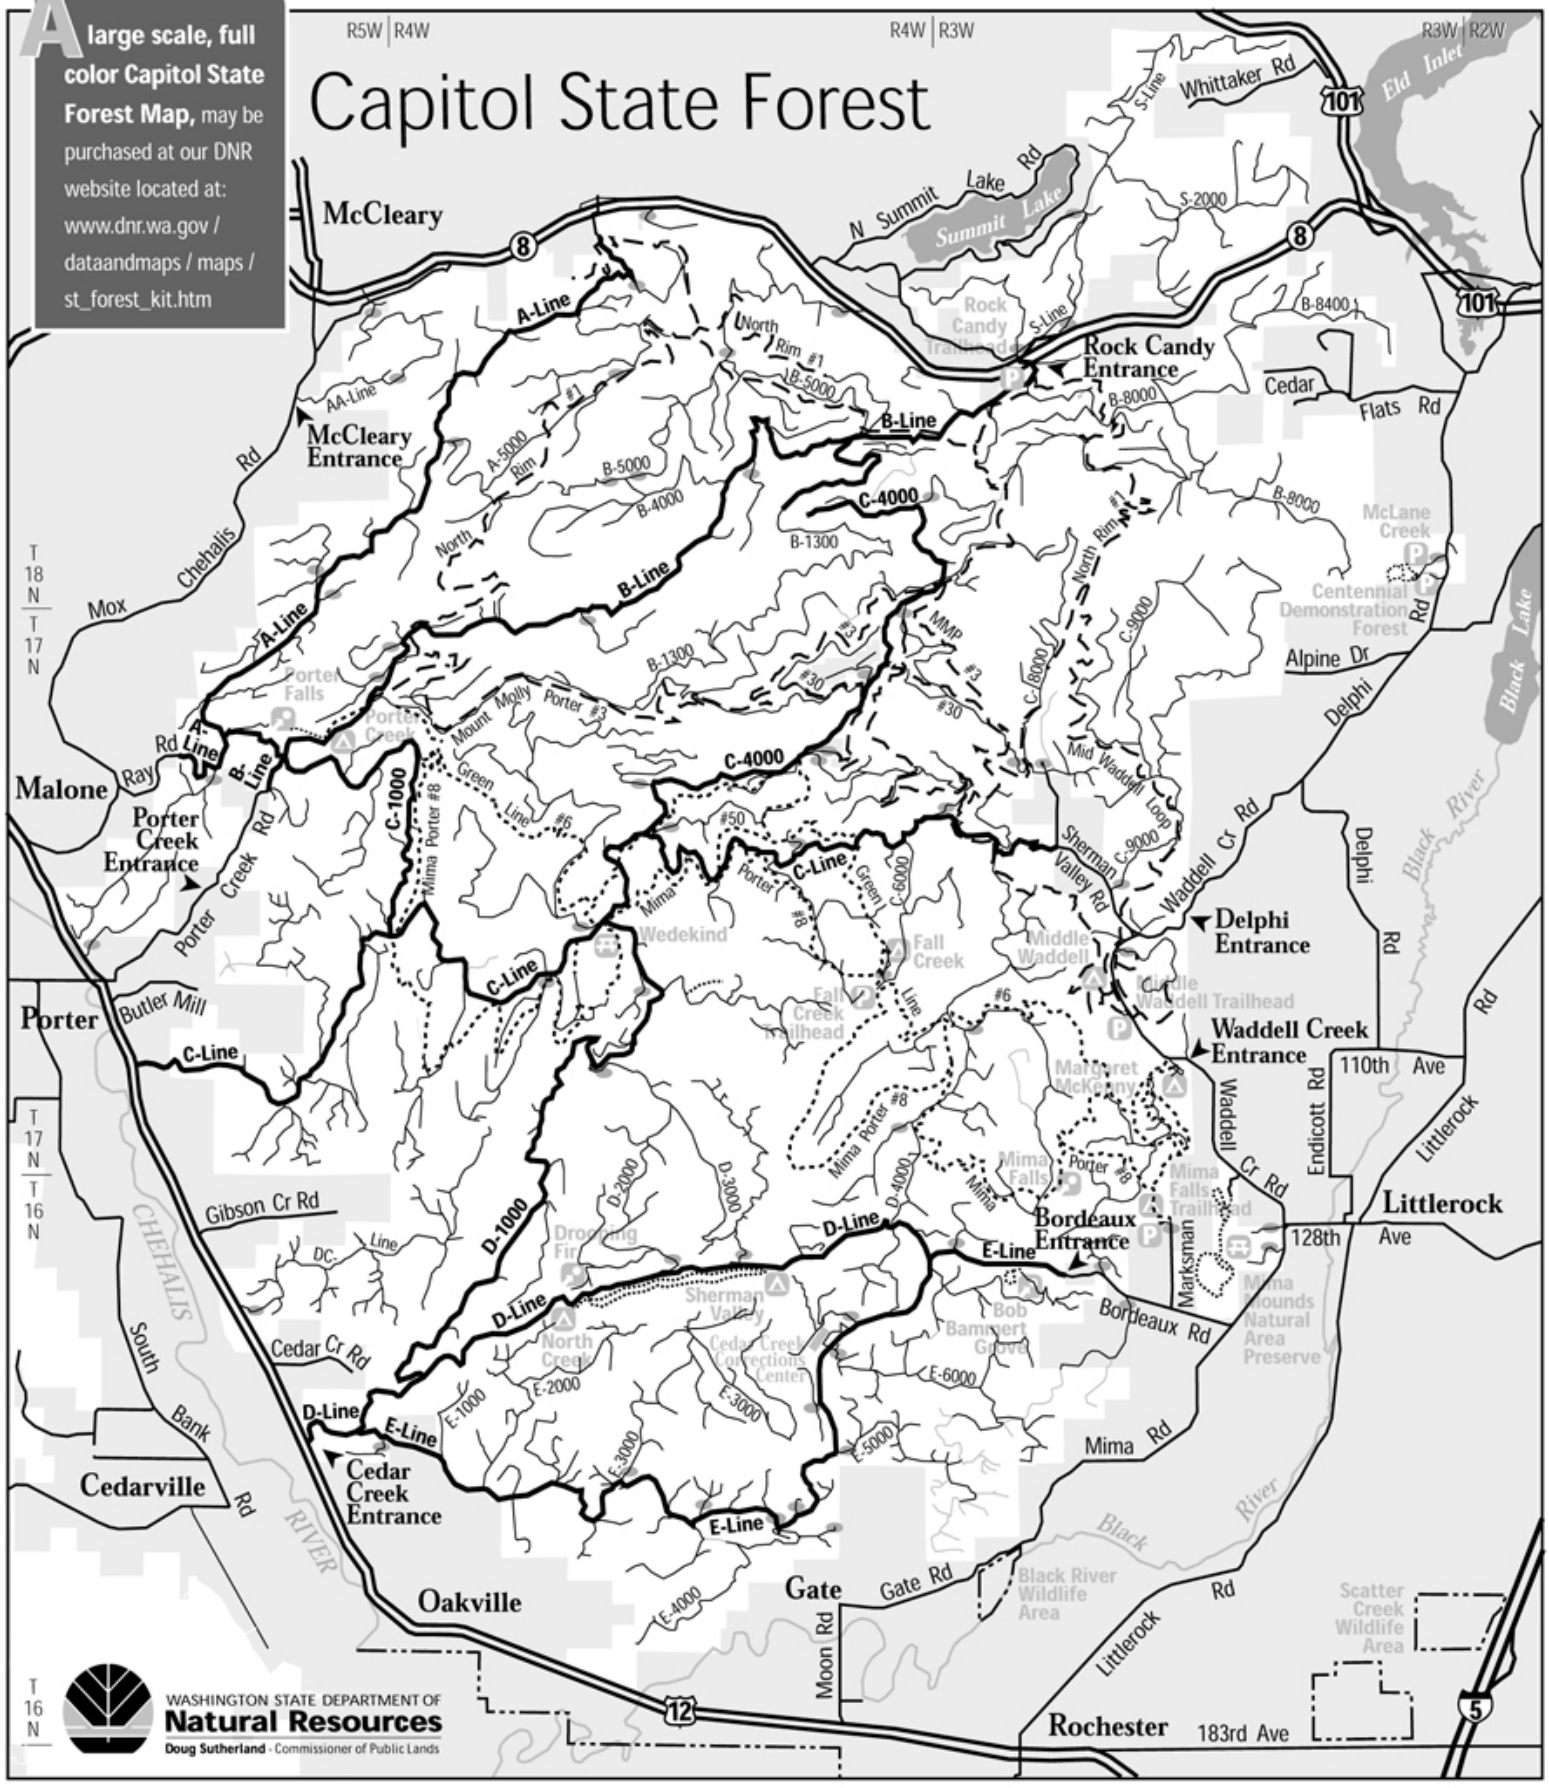 A large scale, full
color Capitol State
Forest Map, may be
purchased at our DNR
website located at:
www.dnr.wa.gov /
dataandmaps / maps /
st_forest_kit.htm
R5W | R4W
R4W | R3W
R3W | R2W
Capitol State Forest
Whittaker Rd
S-Line
101
Eld Inlet
N Summit Lake Rd
Summit Lake
S-2000
McCleary
8
8
101
A-Line
Rock
Candy
Trailhead
S-Line
B-8400
North Rim #1
B-5000
P
Rock Candy
Entrance
AA-Line
#1
B-Line
B-8000
Cedar
Flats Rd
McCleary
Entrance
A-5000
Rim
B-5000
B-4000
C-4000
#1
B-8000
McLane
Creek
P
P
Mox Chehalis Rd
North
B-1300
North Rim
T
18
N
T
17
N
B-Line
A-Line
Centennial
Demonstration
Forest
Rd
Black Lake
C-9000
#3
MMP
B-1300
Alpine Dr
#3
#30
C-8000
Porter
Falls
Mount Molly Porter #3
#30
Delphi
Porter
Creek
A-
Line
Rd
Ray
B-
Line
Malone
C-4000
Mid Waddell Loop
C-1000
Mima Porter #8
Green Line #6
#50
Black River
Porter
Creek
Entrance
Porter Creek Rd
C-Line
Sherman
Valley Rd
C-9000
Waddell Cr Rd
Delphi
Rd
Mima
Porter
#8
Green
Line
C-6000
Delphi
Entrance
Wedekind
Fall
Creek
Middle
Waddell
C-Line
Middle
Waddell Trailhead
Porter
Butler Mill
Fall
Creek
Trailhead
P
#6
P
Waddell Creek
Entrance
Rd
C-Line
Margaret
McKenny
110th Ave
Mima Porter #8
Waddell
Cr Rd
Endicott Rd
Littlerock
T
17
N
T
16
N
D-2000
D-3000
D-4000
Mima
Mima
Falls
Porter #8
Mima
Falls
Trailhead
P
Littlerock
Gibson Cr Rd
D-1000
Drooping
Fir
D-Line
Bordeaux
Entrance
E-Line
128th Ave
DC-Line
CHEHALIS
Marksman
Sherman
Valley
D-Line
North
Creek
Bob
Bammert
Grove
Bordeaux Rd
Mima
Mounds
Natural
Area
Preserve
Cedar Cr Rd
South
Cedar Creek
Corrections
Center
E-1000
E-2000
E-3000
E-6000
D-Line
E-Line
Bank
Rd
E-3000
E-5000
Mima Rd
Cedarville
Cedar
Creek
Entrance
E-Line
RIVER
Black
River
Oakville
E-4000
Gate
Gate Rd
Black River
Wildlife
Area
Rd
Scatter
Creek
Wildlife
Area
Moon Rd
Littlerock
T
16
N
WASHINGTON STATE DEPARTMENT OF
Natural Resources
Doug Sutherland - Commissioner of Public Lands
12
Rochester
183rd Ave
5